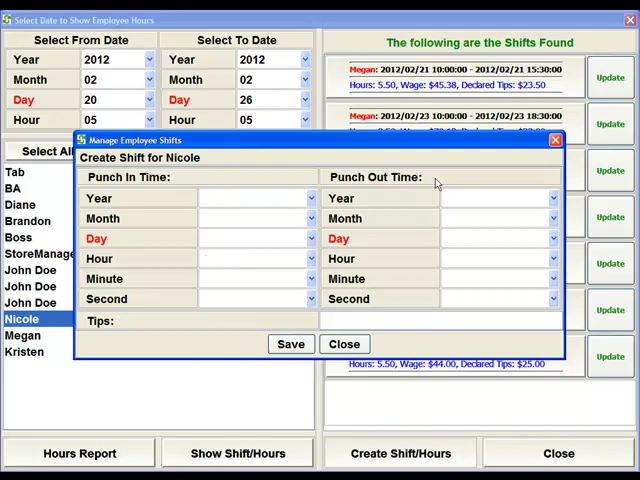 Select Date to Show Employee Hours
Select From Date
Select To Date
The following are the Shifts Found
Year 2012
Year 2012
Month 02
Month 02
Day 20
Day 26
Hour 05
Hour 05
Megan: 2012/02/21 10:00:00 - 2012/02/21 15:30:00
Hours: 5.50, Wage: $45.38, Declared Tips: $23.50
Update
Megan: 2012/02/23 10:00:00 - 2012/02/23 18:30:00
Update
Update
Update
Update
Update
Hours: 5.50, Wage: $44.00, Declared Tips: $25.00
Update
Select All
Tab
BA
Diane
Brandon
Boss
StoreManage
John Doe
John Doe
John Doe
Nicole
Megan
Kristen
Manage Employee Shifts
Create Shift for Nicole
Punch In Time:
Punch Out Time:
Year
Year
Month
Month
Day
Day
Hour
Hour
Minute
Minute
Second
Second
Tips:
Save
Close
Hours Report
Show Shift/Hours
Create Shift/Hours
Close